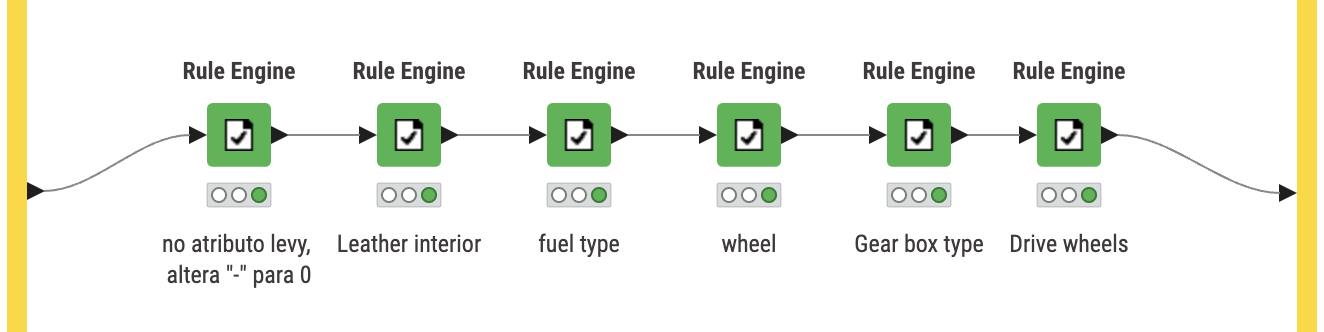 Rule Engine Rule Engine Rule Engine Rule Engine Rule Engine Rule Engine
no atributo levy, Leather interior fuel type wheel Gear box type Drive wheels
altera "-" para 0